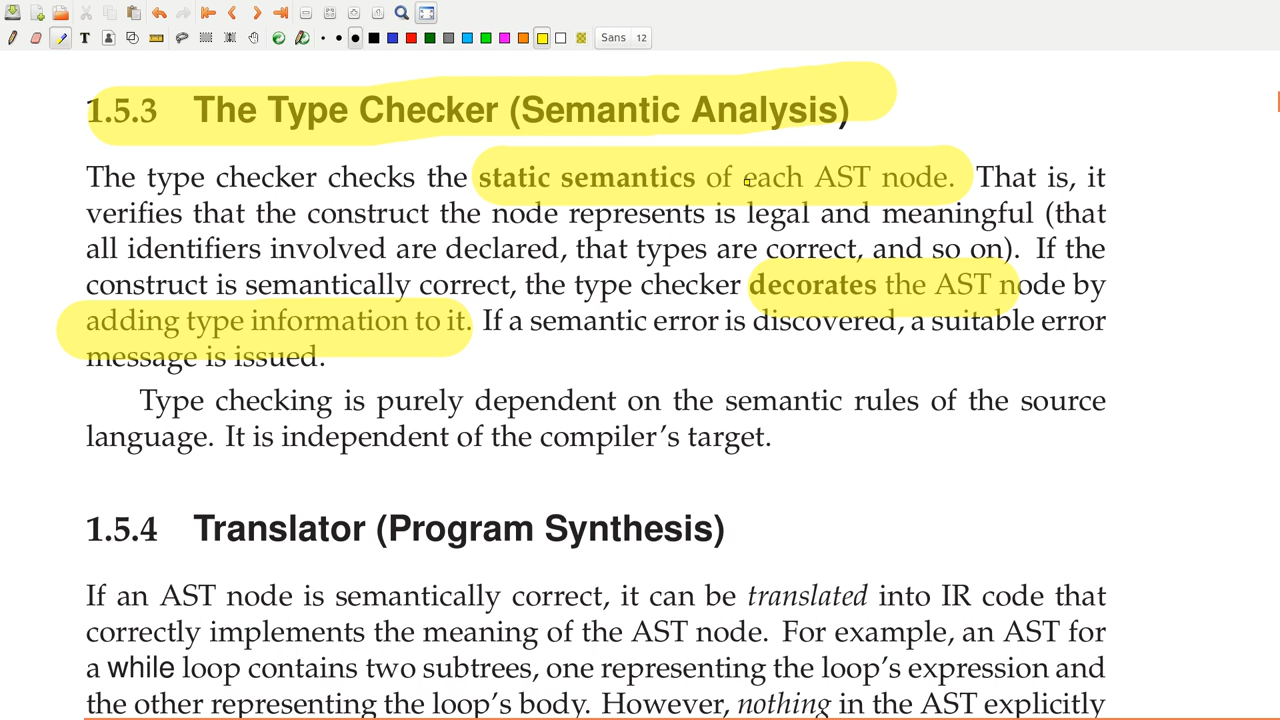 Sans 12
1.5.3 The Type Checker (Semantic Analysis)
The type checker checks the static semantics of each AST node. That is, it
verifies that the construct the node represents is legal and meaningful (that
all identifiers involved are declared, that types are correct, and so on). If the
construct is semantically correct, the type checker decorates the AST node by
adding type information to it. If a semantic error is discovered, a suitable error
message is issued.
Type checking is purely dependent on the semantic rules of the source
language. It is independent of the compiler's target.
1.5.4 Translator (Program Synthesis)
If an AST node is semantically correct, it can be translated into IR code that
correctly implements the meaning of the AST node. For example, an AST for
a while loop contains two subtrees, one representing the loop's expression and
the other representing the loop's body. However, nothing in the AST explicitly